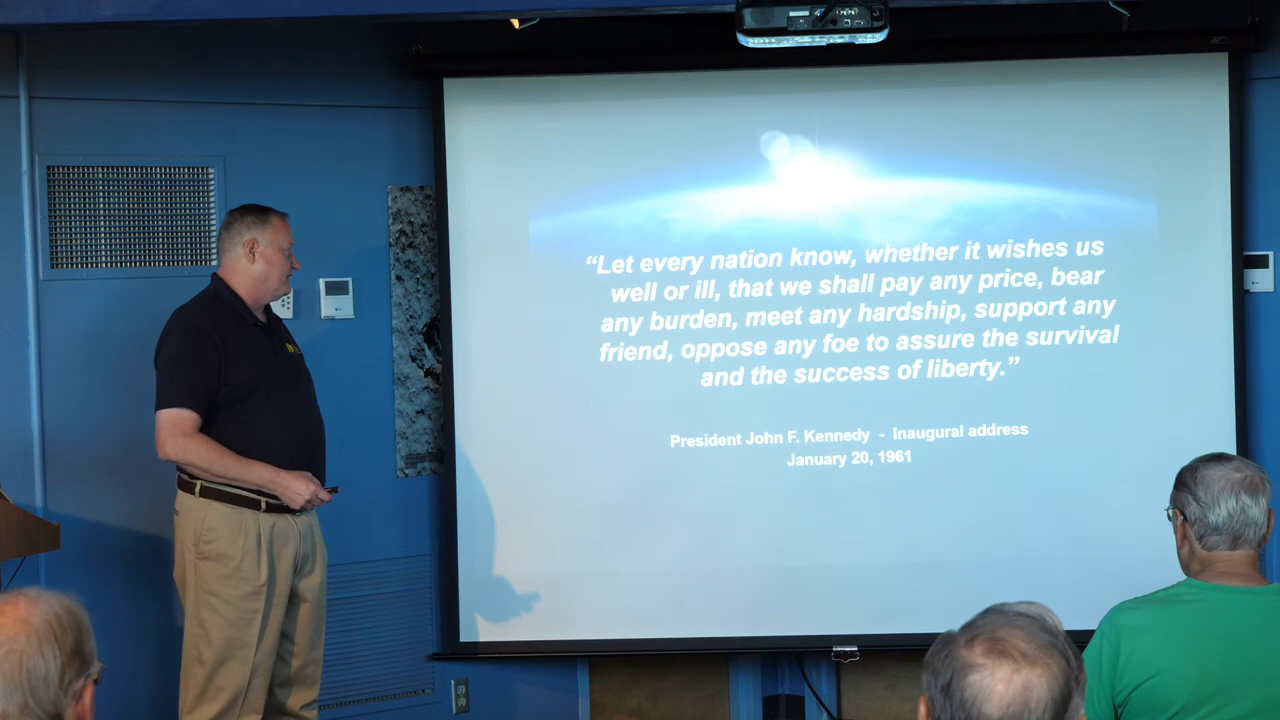 “Let every nation know, whether it wishes us
well or ill, that we shall pay any price, bear
any burden, meet any hardship, support any
friend, oppose any foe to assure the survival
and the success of liberty.”
President John F. Kennedy - Inaugural address
January 20, 1961